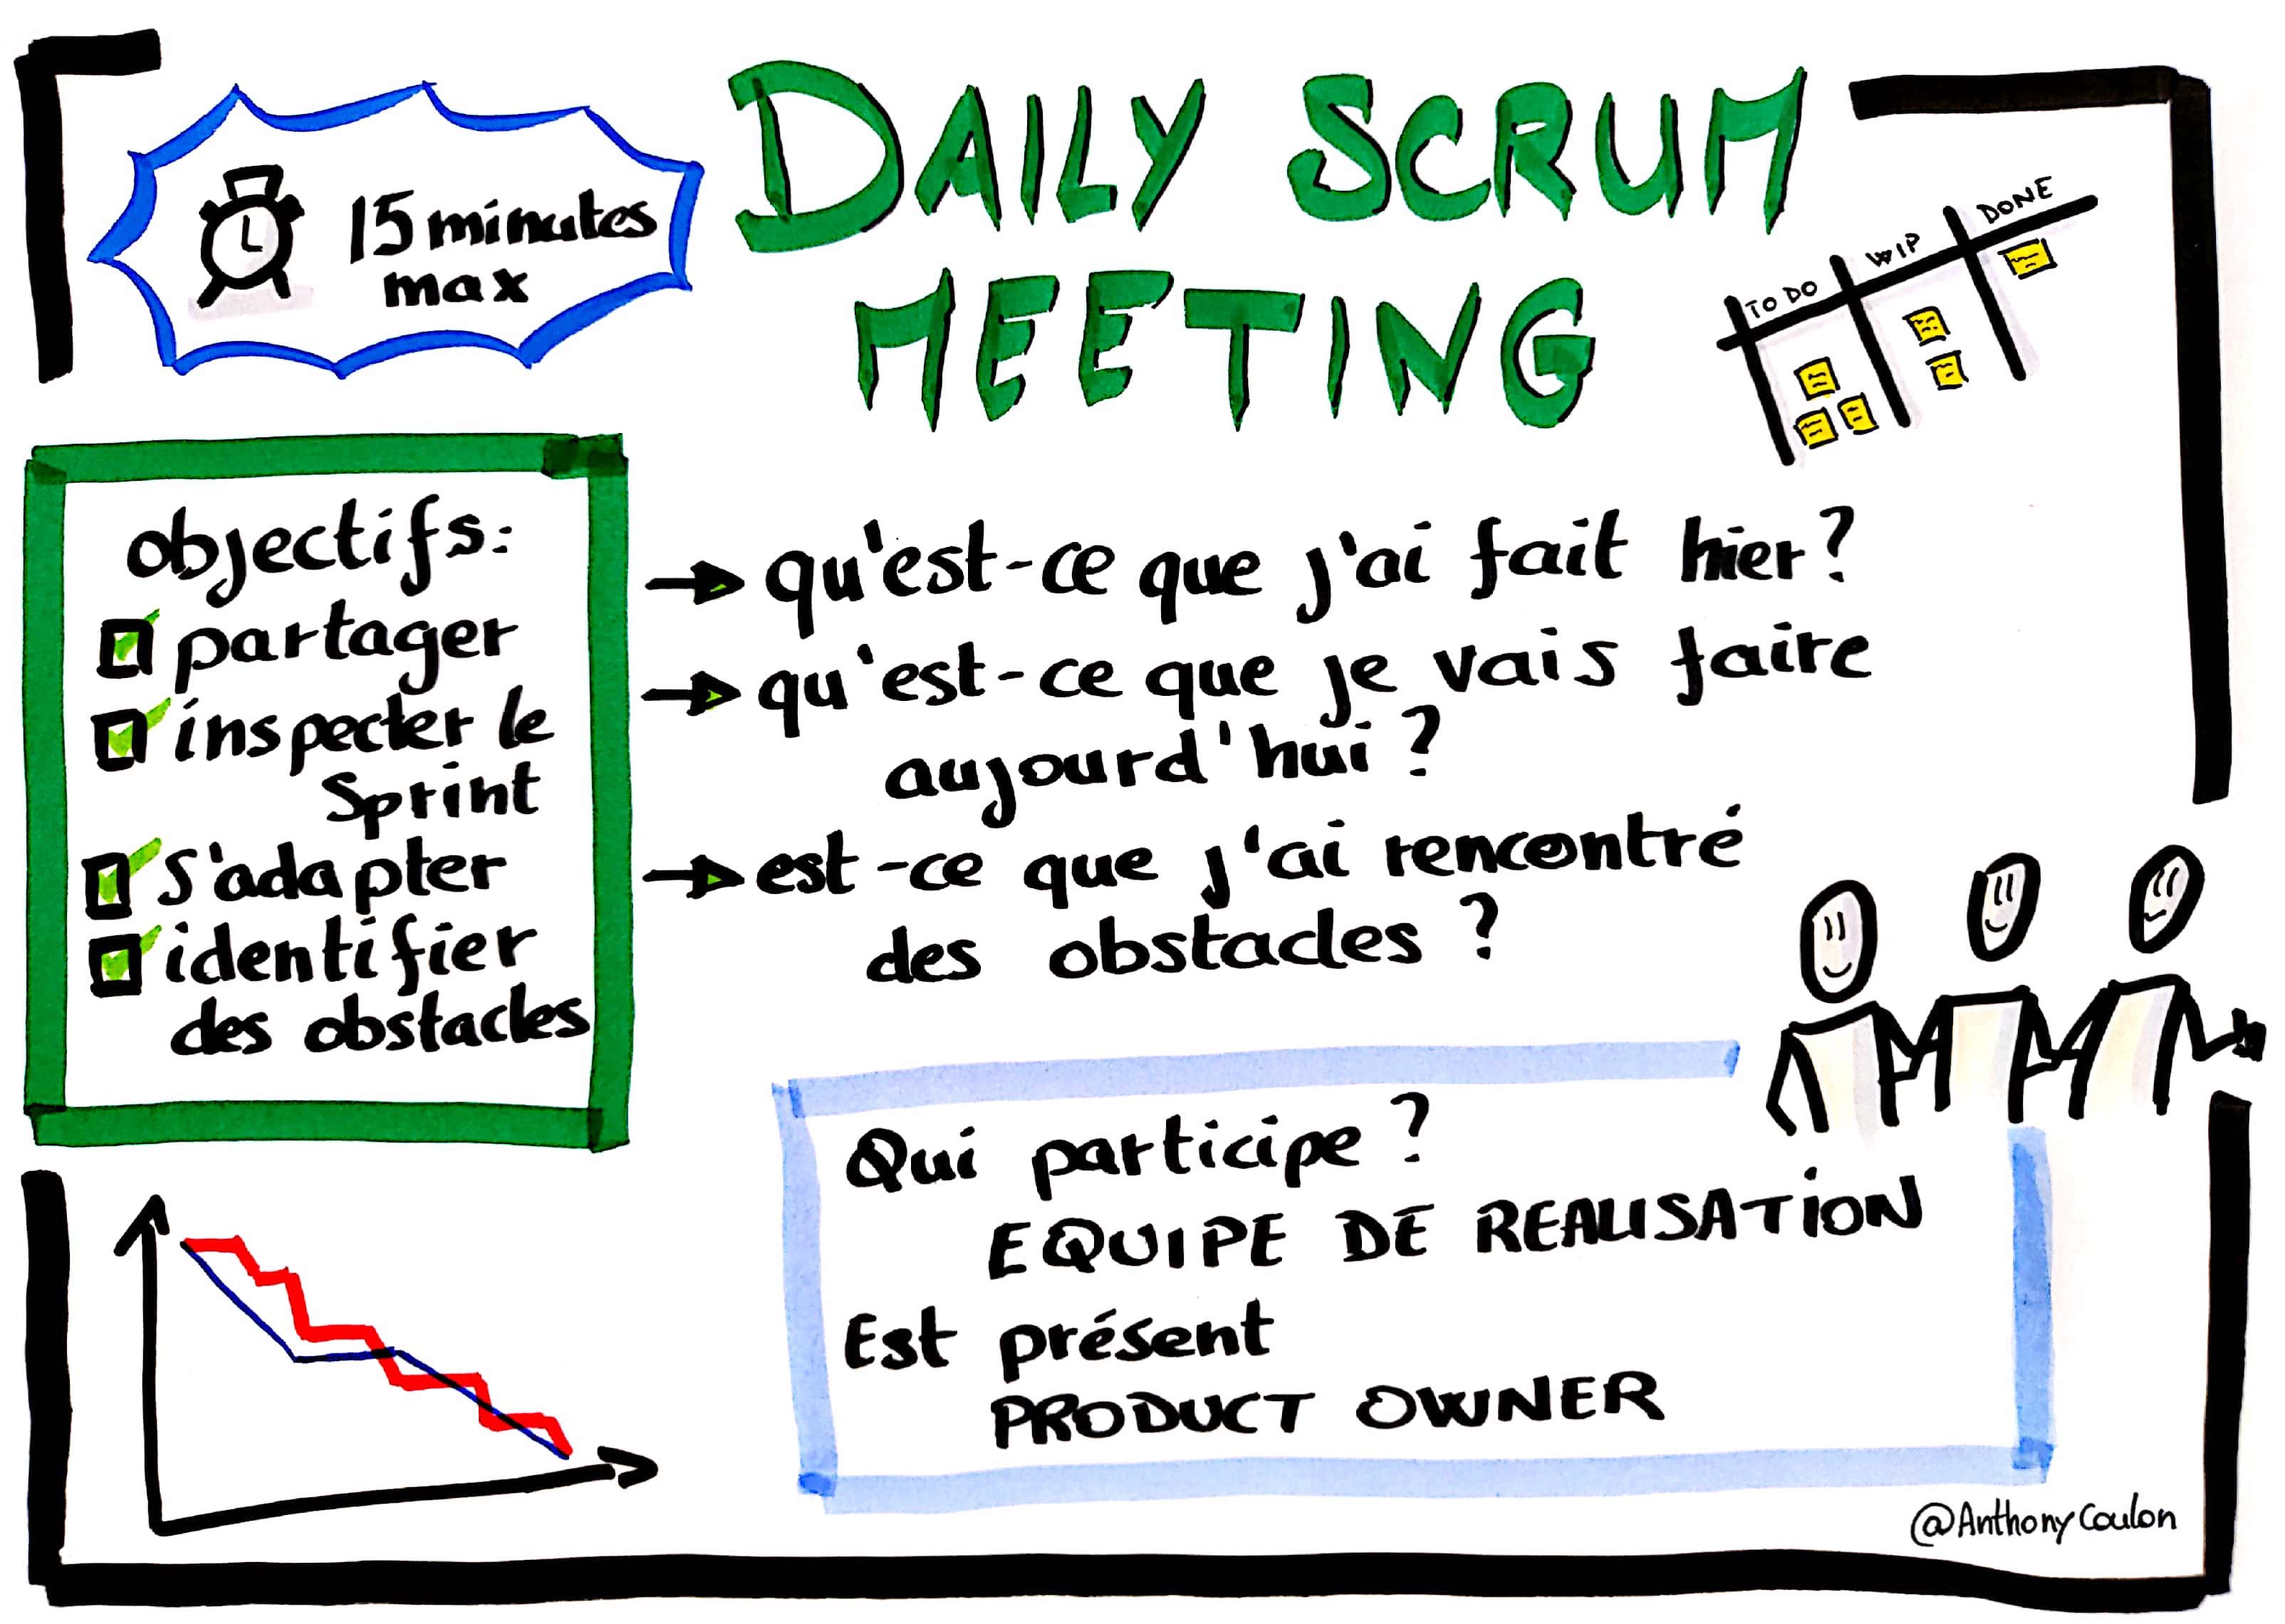 DAILY SCRUM
MEETING
15 minutes
max
TO DO
WIP
DONE
objectifs:
partager
inspecter le
Sprint
s'adapter
identifier
des obstacles
qu'est-ce que j'ai fait hier ?
qu'est-ce que je vais faire
aujourd'hui ?
est-ce que j'ai rencontré
des obstacles ?
Qui participe ?
EQUIPE DE REALISATION
Est présent
PRODUCT OWNER
@AnthonyCoulon